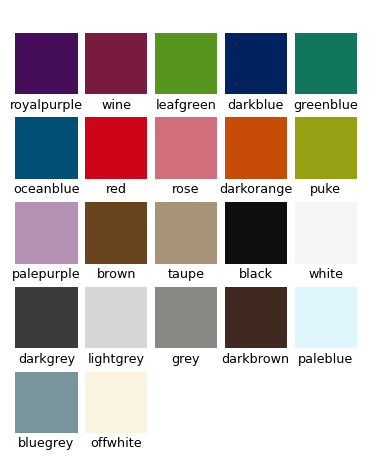 royalpurple wine leafgreen darkblue greenblue
oceanblue red rose darkorange puke
palepurple brown taupe black white
darkgrey lightgrey grey darkbrown paleblue
bluegrey offwhite